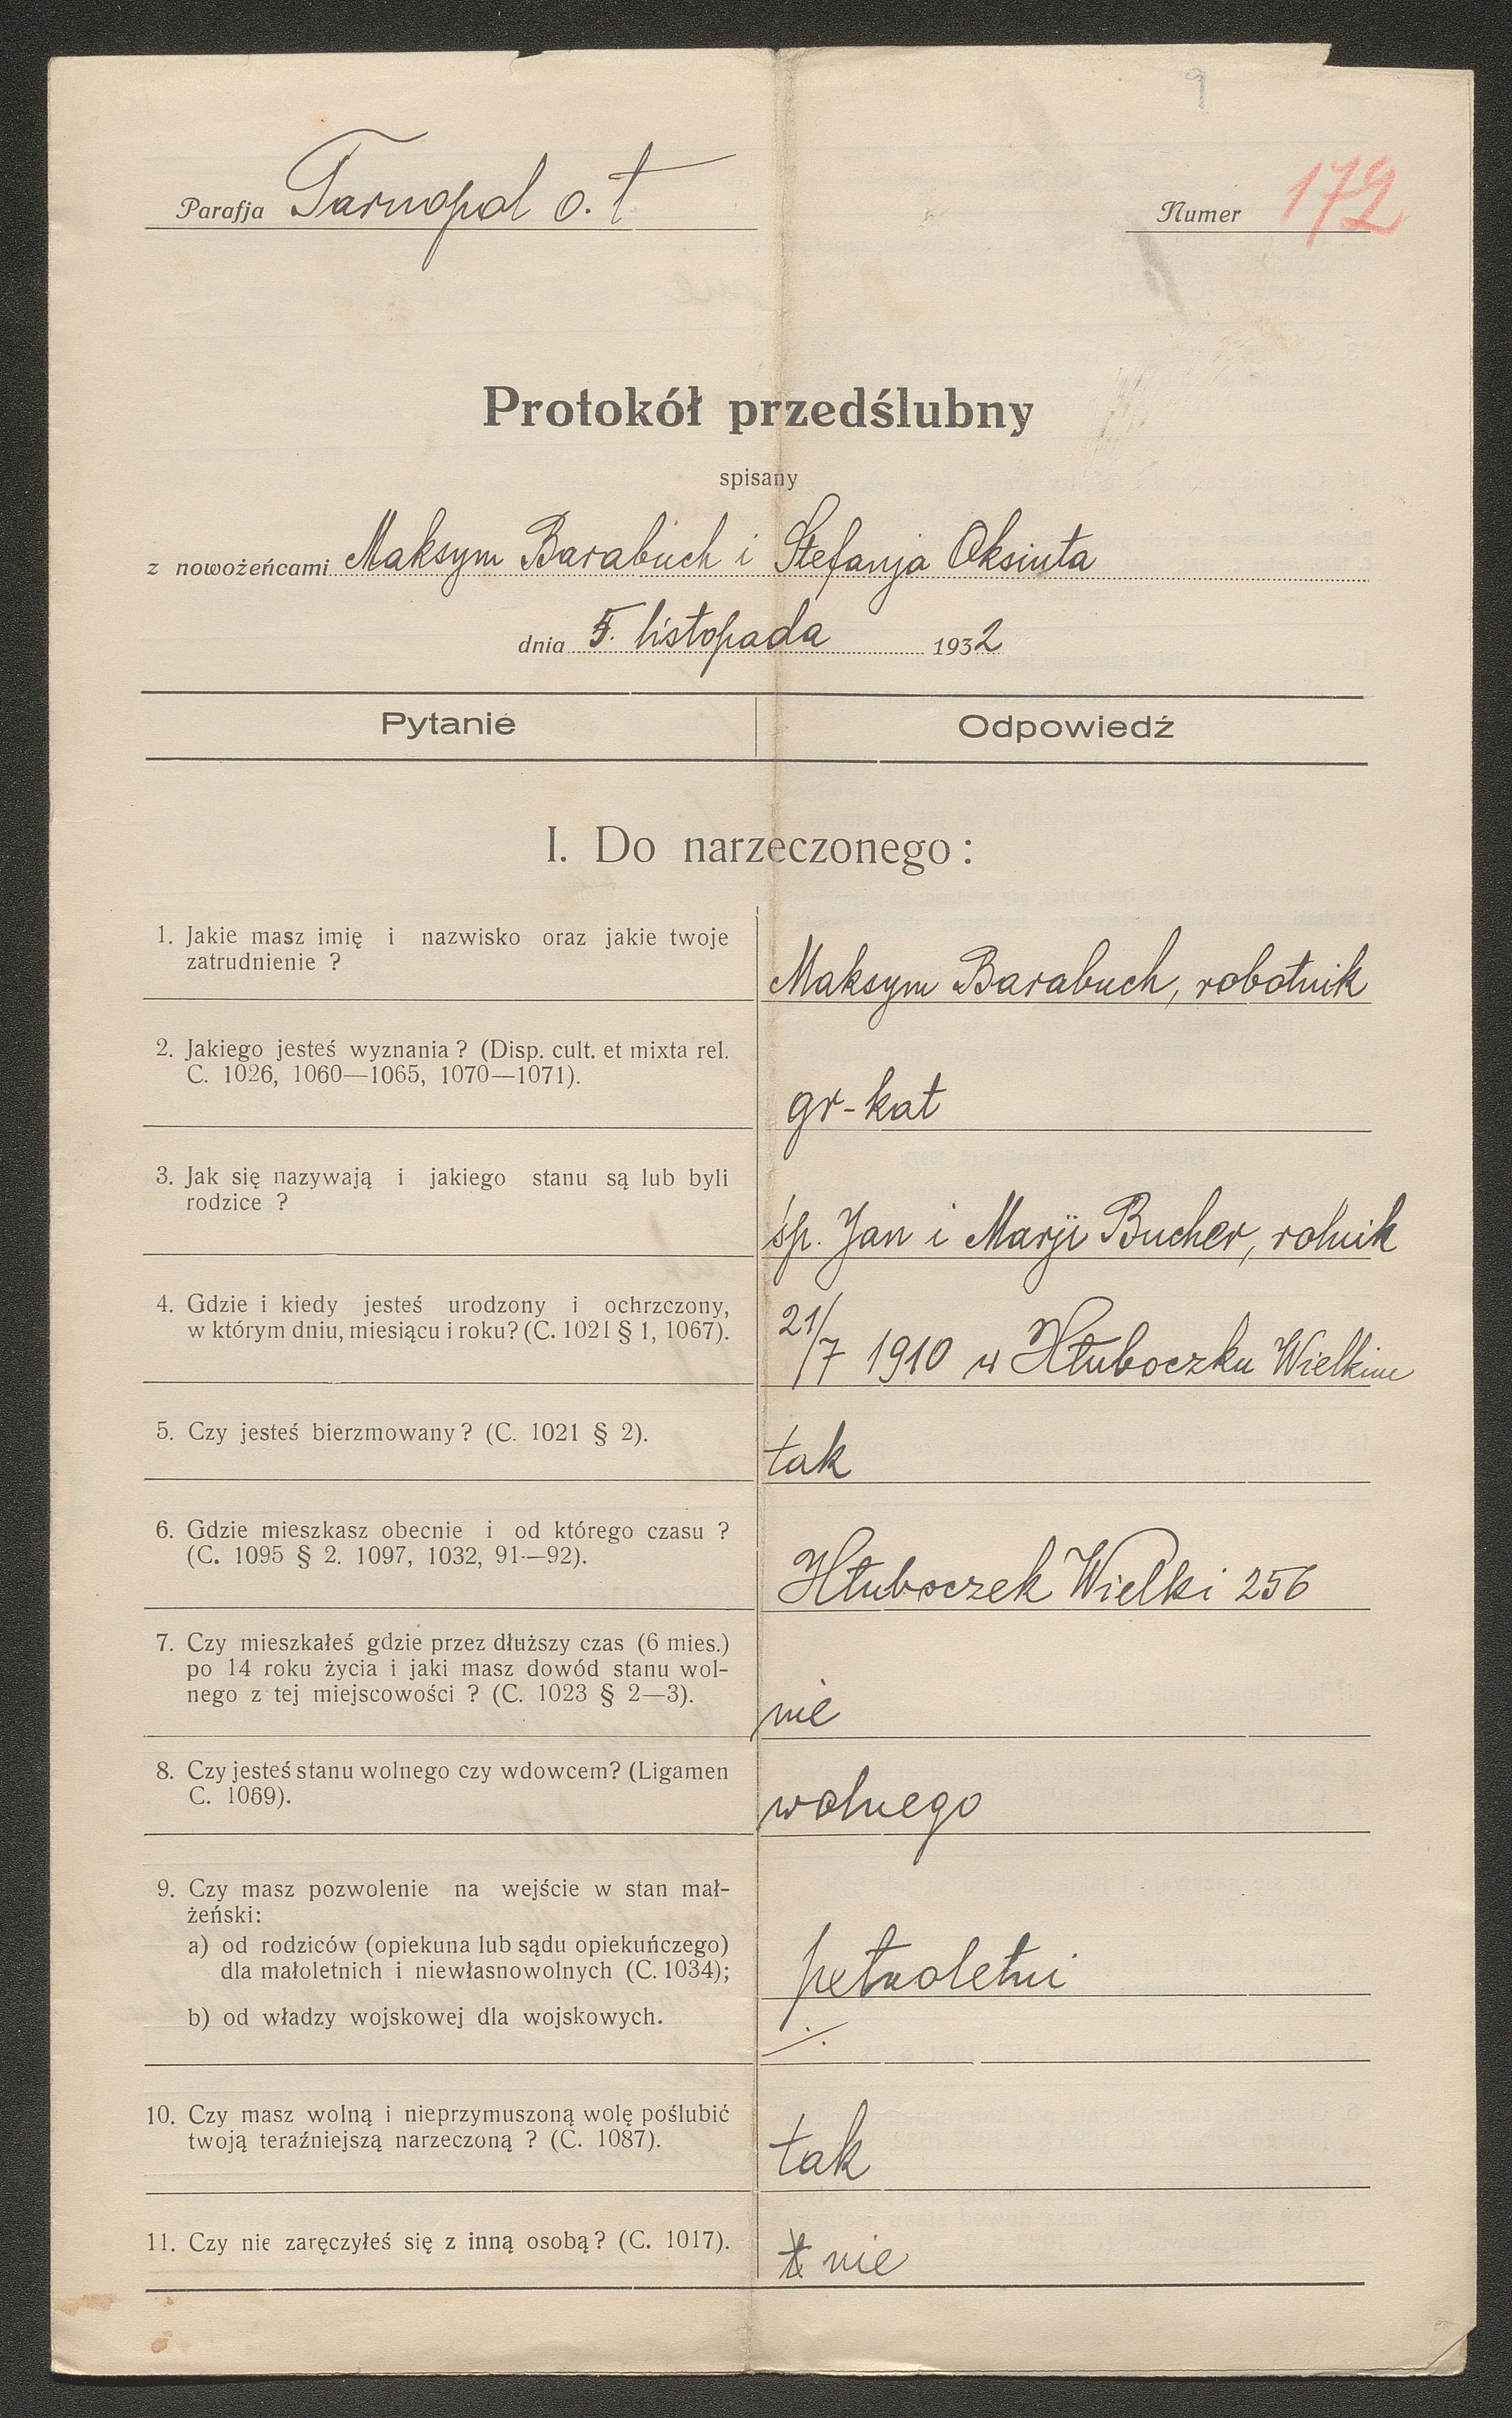 9
Parafja Tarnopol o. ł
Numer 172
Protokół przedślubny
spisany
z nowożeńcami Maksym Barabuch i Stefanja Oksiuta
dnia 5. listopada 1932
Pytanie
Odpowiedź
I. Do narzeczonego:
1. Jakie masz imię i nazwisko oraz jakie twoje
zatrudnienie ?
Maksym Barabuch, robotnik
2. Jakiego jesteś wyznania ? (Disp. cult. et mixta rel.
C. 1026, 1060—1065, 1070—1071).
gr-kat
3. Jak się nazywają i jakiego stanu są lub byli
rodzice ?
śp. Jan i Marji Bucher, rolnik
4. Gdzie i kiedy jesteś urodzony i ochrzczony,
w którym dniu, miesiącu i roku? (C. 1021 § 1, 1067).
21/7 1910 w Hłuboczku Wielkim
5. Czy jesteś bierzmowany ? (C. 1021 § 2).
tak
6. Gdzie mieszkasz obecnie i od którego czasu ?
(C. 1095 § 2. 1097, 1032, 91—92).
Hłuboczek Wielki 256
7. Czy mieszkałeś gdzie przez dłuższy czas (6 mies.)
po 14 roku życia i jaki masz dowód stanu wol-
nego z tej miejscowości ? (C. 1023 § 2—3).
nie
8. Czy jesteś stanu wolnego czy wdowcem? (Ligamen
C. 1069).
wolnego
9. Czy masz pozwolenie na wejście w stan mał-
żeński:
a) od rodziców (opiekuna lub sądu opiekuńczego)
dla małoletnich i niewłasnowolnych (C. 1034);
pełnoletni
b) od władzy wojskowej dla wojskowych.
./.
10. Czy masz wolną i nieprzymuszoną wolę poślubić
twoją teraźniejszą narzeczoną ? (C. 1087).
tak
11. Czy nie zaręczyłeś się z inną osobą ? (C. 1017).
nie